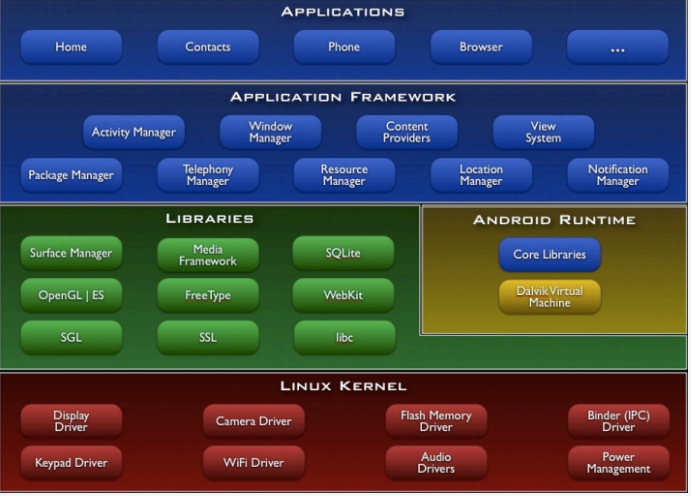 APPLICATIONS
Home
Contacts
Phone
Browser
...
APPLICATION FRAMEWORK
Activity Manager
Window
Manager
Content
Providers
View
System
Package Manager
Telephony
Manager
Resource
Manager
Location
Manager
Notification
Manager
LIBRARIES
Surface Manager
Media
Framework
SQLite
OpenGL | ES
FreeType
WebKit
SGL
SSL
libc
ANDROID RUNTIME
Core Libraries
Dalvik Virtual
Machine
LINUX KERNEL
Display
Driver
Camera Driver
Flash Memory
Driver
Binder (IPC)
Driver
Keypad Driver
WiFi Driver
Audio
Drivers
Power
Management